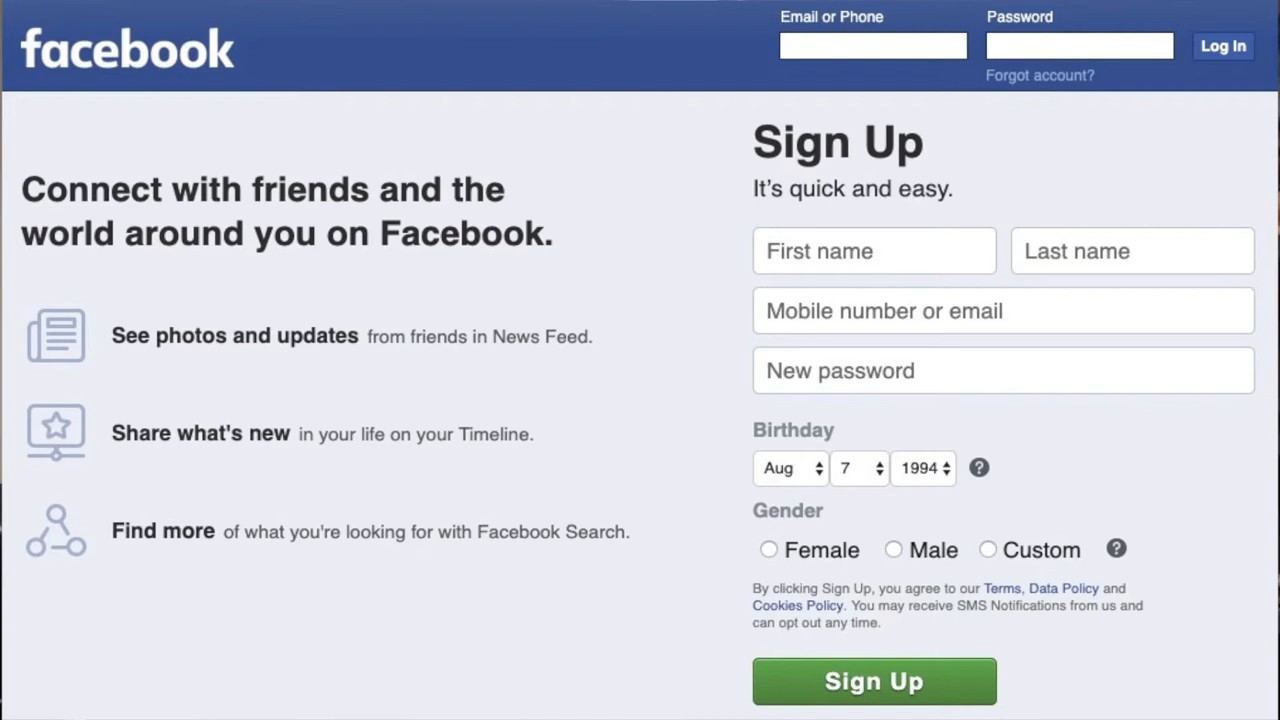 facebook
Email or Phone
Password
Log In
Forgot account?
Connect with friends and the
world around you on Facebook.
See photos and updates from friends in News Feed.
Share what's new in your life on your Timeline.
Find more of what you're looking for with Facebook Search.
Sign Up
It's quick and easy.
First name
Last name
Mobile number or email
New password
Birthday
Aug 7 1994 ?
Gender
Female Male Custom ?
By clicking Sign Up, you agree to our Terms, Data Policy and
Cookies Policy. You may receive SMS Notifications from us and
can opt out any time.
Sign Up